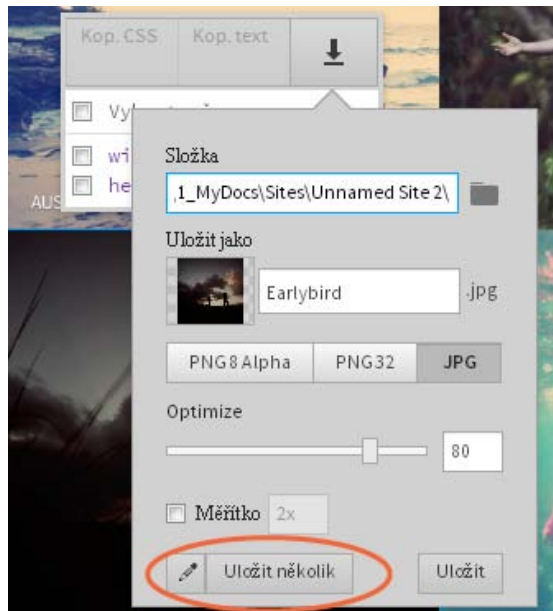 Kop. CSS Kop. text
wi
he
AUS
Složka
1_MyDocs\Sites\Unnamed Site 2\
Uložit jako
Earlybird .jpg
PNG8 Alpha PNG32 JPG
Optimize
80
Měřítko 2x
Uložit několik Uložit